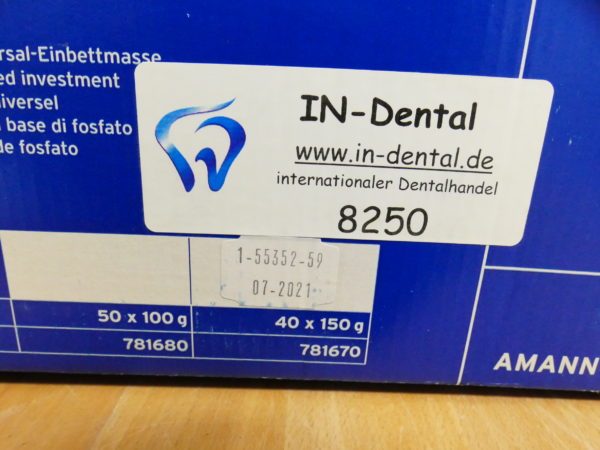 rsal-Einbettmasse
ed investment
iversel
base di fosfato
de fosfato
IN-Dental
www.in-dental.de
internationaler Dentalhandel
8250
1-55352-59
07-2021
50 x 100 g
40 x 150 g
781680
781670
AMANN